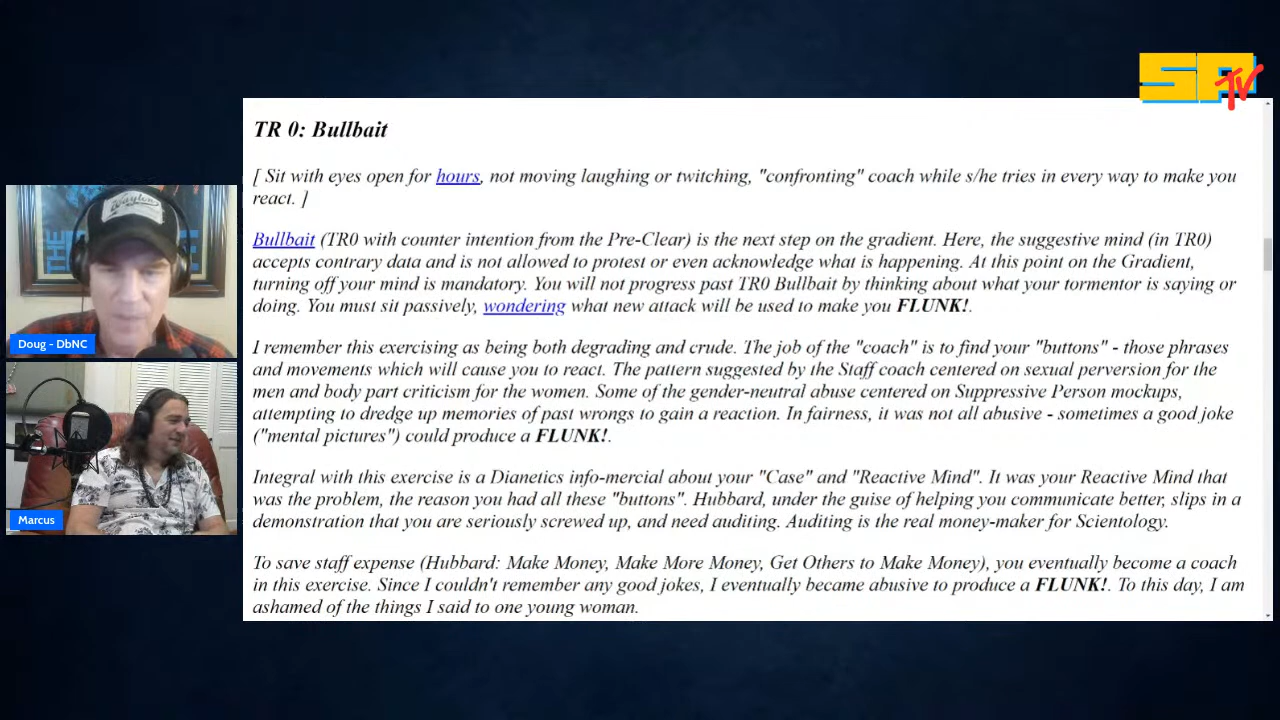 SP TV
TR 0: Bullbait
[ Sit with eyes open for hours, not moving laughing or twitching, "confronting" coach while s/he tries in every way to make you
react. ]
Bullbait (TR0 with counter intention from the Pre-Clear) is the next step on the gradient. Here, the suggestive mind (in TR0)
accepts contrary data and is not allowed to protest or even acknowledge what is happening. At this point on the Gradient,
turning off your mind is mandatory. You will not progress past TR0 Bullbait by thinking about what your tormentor is saying or
doing. You must sit passively, wondering what new attack will be used to make you FLUNK!.
I remember this exercising as being both degrading and crude. The job of the "coach" is to find your "buttons" - those phrases
and movements which will cause you to react. The pattern suggested by the Staff coach centered on sexual perversion for the
men and body part criticism for the women. Some of the gender-neutral abuse centered on Suppressive Person mockups,
attempting to dredge up memories of past wrongs to gain a reaction. In fairness, it was not all abusive - sometimes a good joke
("mental pictures") could produce a FLUNK!.
Integral with this exercise is a Dianetics info-mercial about your "Case" and "Reactive Mind". It was your Reactive Mind that
was the problem, the reason you had all these "buttons". Hubbard, under the guise of helping you communicate better, slips in a
demonstration that you are seriously screwed up, and need auditing. Auditing is the real money-maker for Scientology.
To save staff expense (Hubbard: Make Money, Make More Money, Get Others to Make Money), you eventually become a coach
in this exercise. Since I couldn't remember any good jokes, I eventually became abusive to produce a FLUNK!. To this day, I am
ashamed of the things I said to one young woman.
Waylon
Doug - DbNC
Marcus